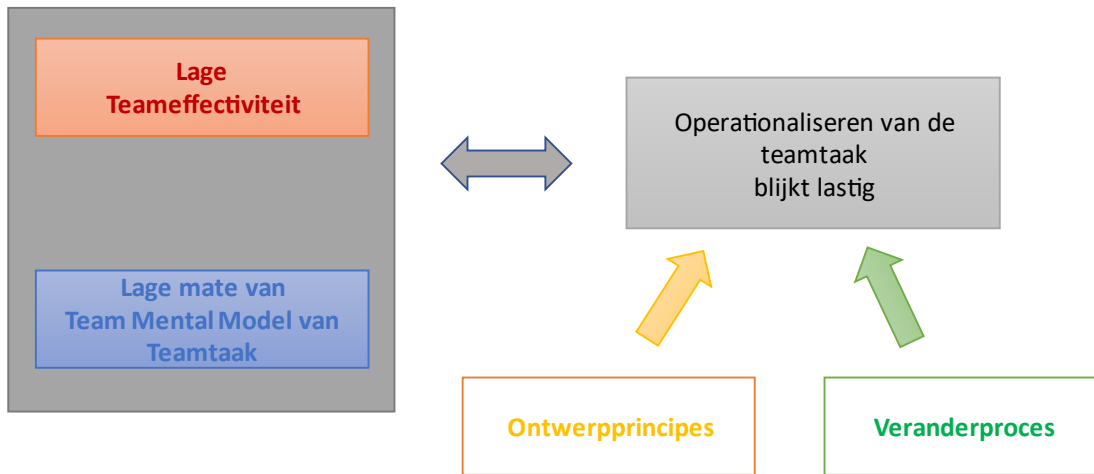 Lage
Teameffectiviteit
Operationaliseren van de
teamtaak
blijkt lastig
Lage mate van
Team Mental Model van
Teamtaak
Ontwerpprincipes
Veranderproces